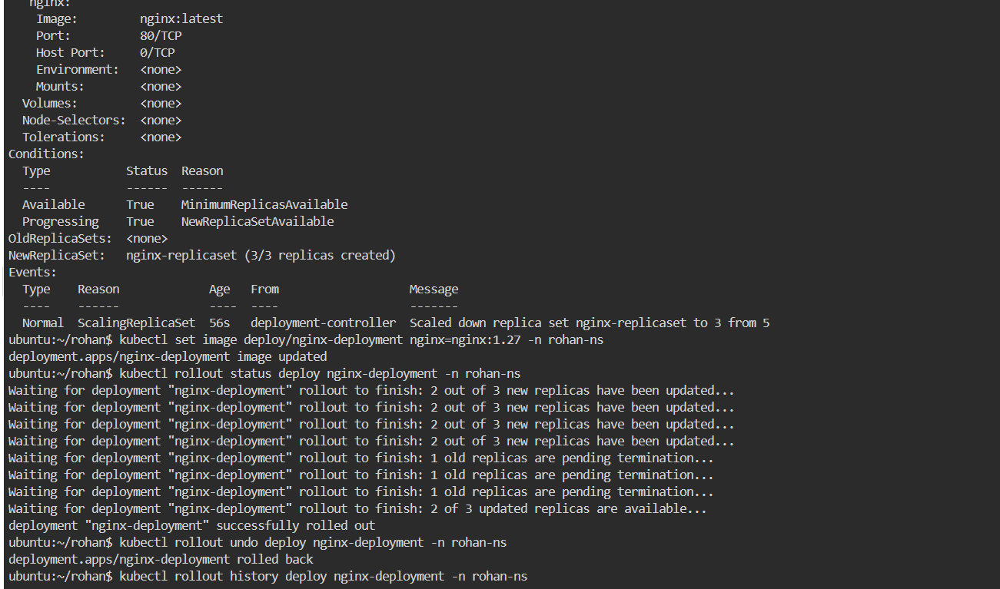 nginx:
Image: nginx:latest
Port: 80/TCP
Host Port: 0/TCP
Environment: <none>
Mounts: <none>
Volumes: <none>
Node-Selectors: <none>
Tolerations: <none>
Conditions:
Type Status Reason
---- ------ ------
Available True MinimumReplicasAvailable
Progressing True NewReplicaSetAvailable
OldReplicaSets: <none>
NewReplicaSet: nginx-replicaset (3/3 replicas created)
Events:
Type Reason Age From Message
---- ------ ---- ---- -------
Normal ScalingReplicaSet 56s deployment-controller Scaled down replica set nginx-replicaset to 3 from 5
ubuntu:~/rohan$ kubectl set image deploy/nginx-deployment nginx=nginx:1.27 -n rohan-ns
deployment.apps/nginx-deployment image updated
ubuntu:~/rohan$ kubectl rollout status deploy nginx-deployment -n rohan-ns
Waiting for deployment "nginx-deployment" rollout to finish: 2 out of 3 new replicas have been updated...
Waiting for deployment "nginx-deployment" rollout to finish: 2 out of 3 new replicas have been updated...
Waiting for deployment "nginx-deployment" rollout to finish: 2 out of 3 new replicas have been updated...
Waiting for deployment "nginx-deployment" rollout to finish: 2 out of 3 new replicas have been updated...
Waiting for deployment "nginx-deployment" rollout to finish: 1 old replicas are pending termination...
Waiting for deployment "nginx-deployment" rollout to finish: 1 old replicas are pending termination...
Waiting for deployment "nginx-deployment" rollout to finish: 1 old replicas are pending termination...
Waiting for deployment "nginx-deployment" rollout to finish: 2 of 3 updated replicas are available...
deployment "nginx-deployment" successfully rolled out
ubuntu:~/rohan$ kubectl rollout undo deploy nginx-deployment -n rohan-ns
deployment.apps/nginx-deployment rolled back
ubuntu:~/rohan$ kubectl rollout history deploy nginx-deployment -n rohan-ns